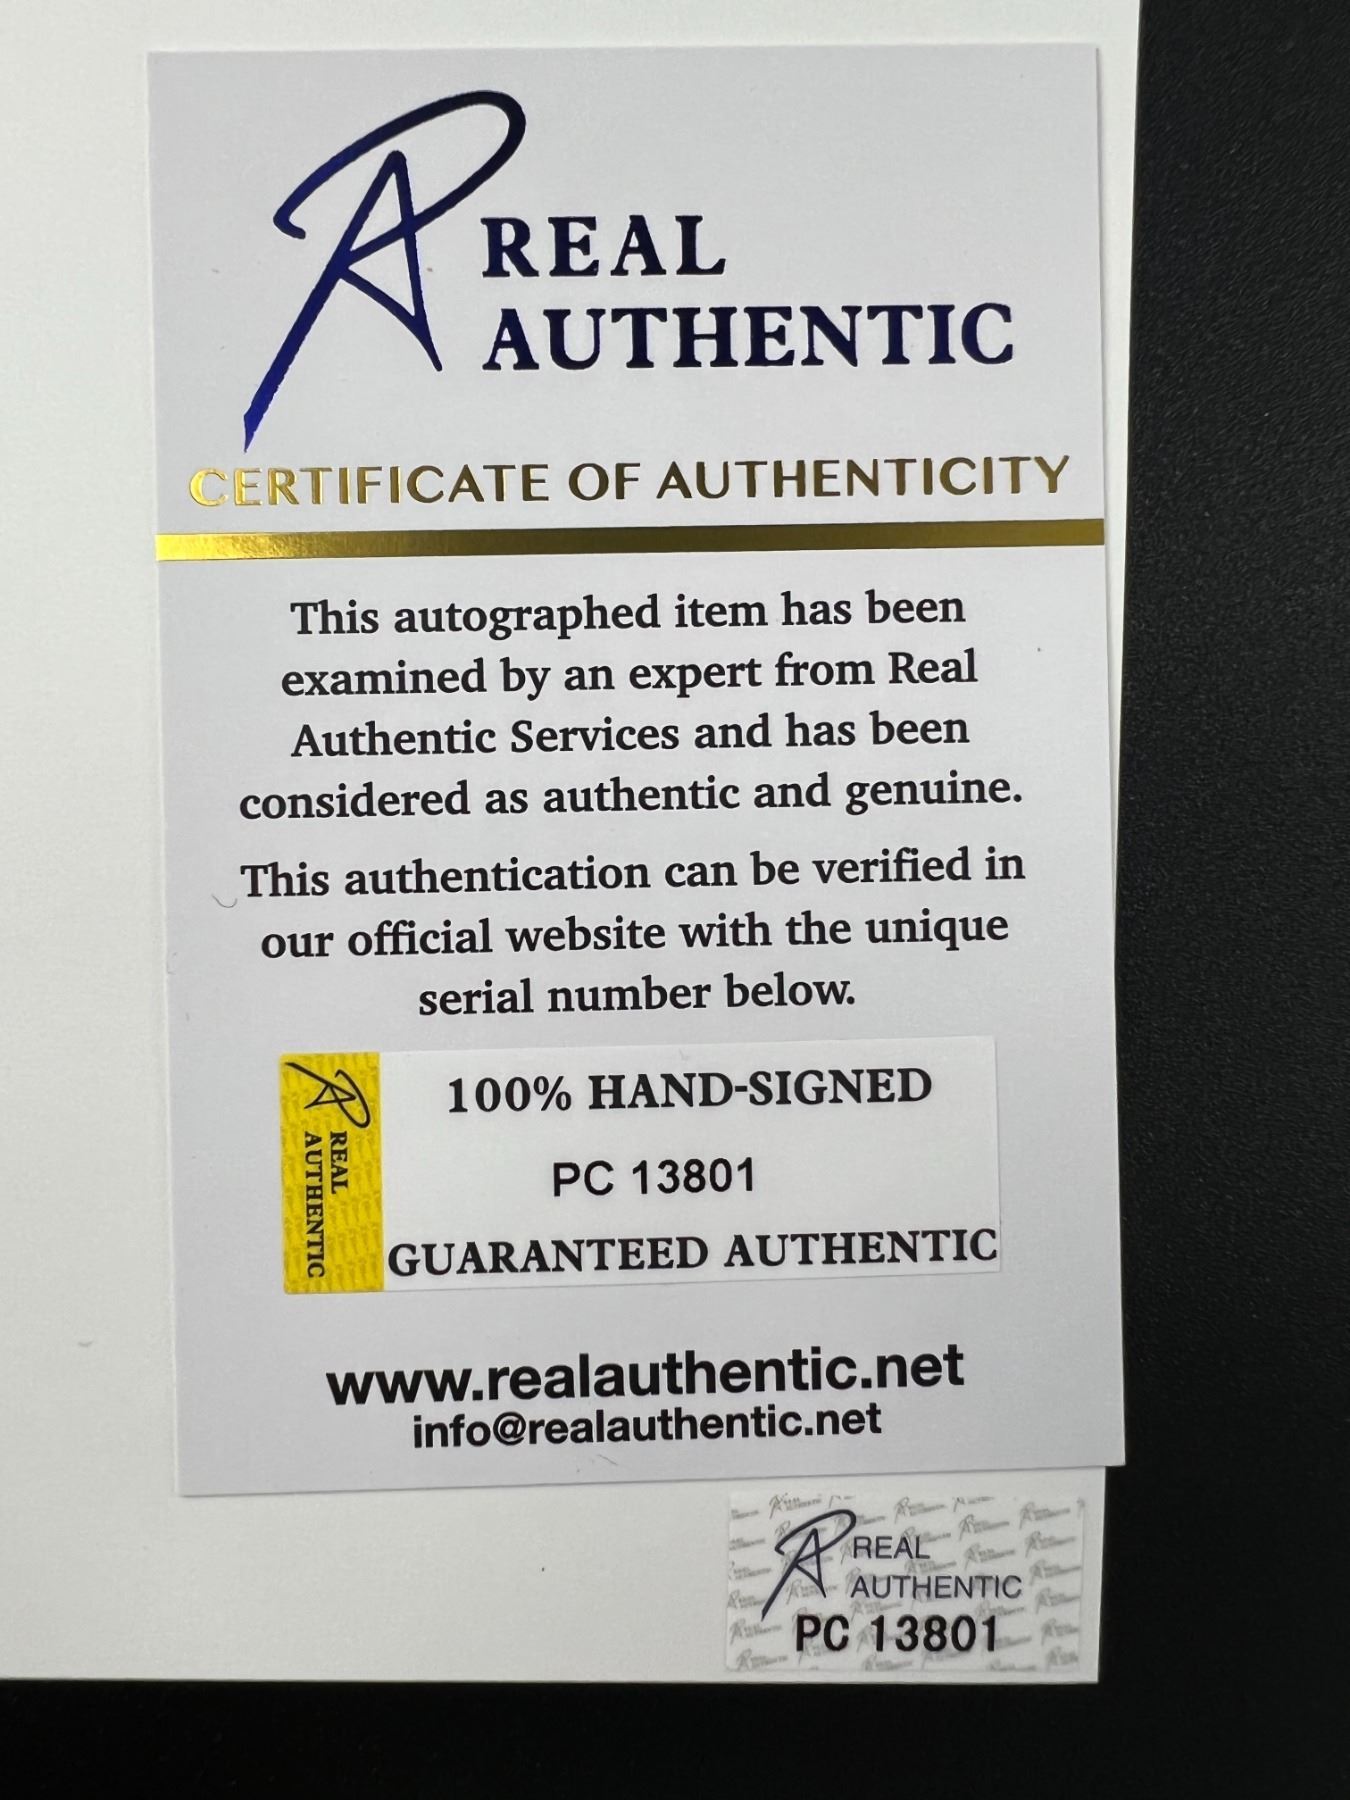 REAL
AUTHENTIC
CERTIFICATE OF AUTHENTICITY
This autographed item has been
examined by an expert from Real
Authentic Services and has been
considered as authentic and genuine.
This authentication can be verified in
our official website with the unique
serial number below.
REAL
AUTHENTIC
100% HAND-SIGNED
PC 13801
GUARANTEED AUTHENTIC
www.realauthentic.net
info@realauthentic.net
REAL
AUTHENTIC
PC 13801